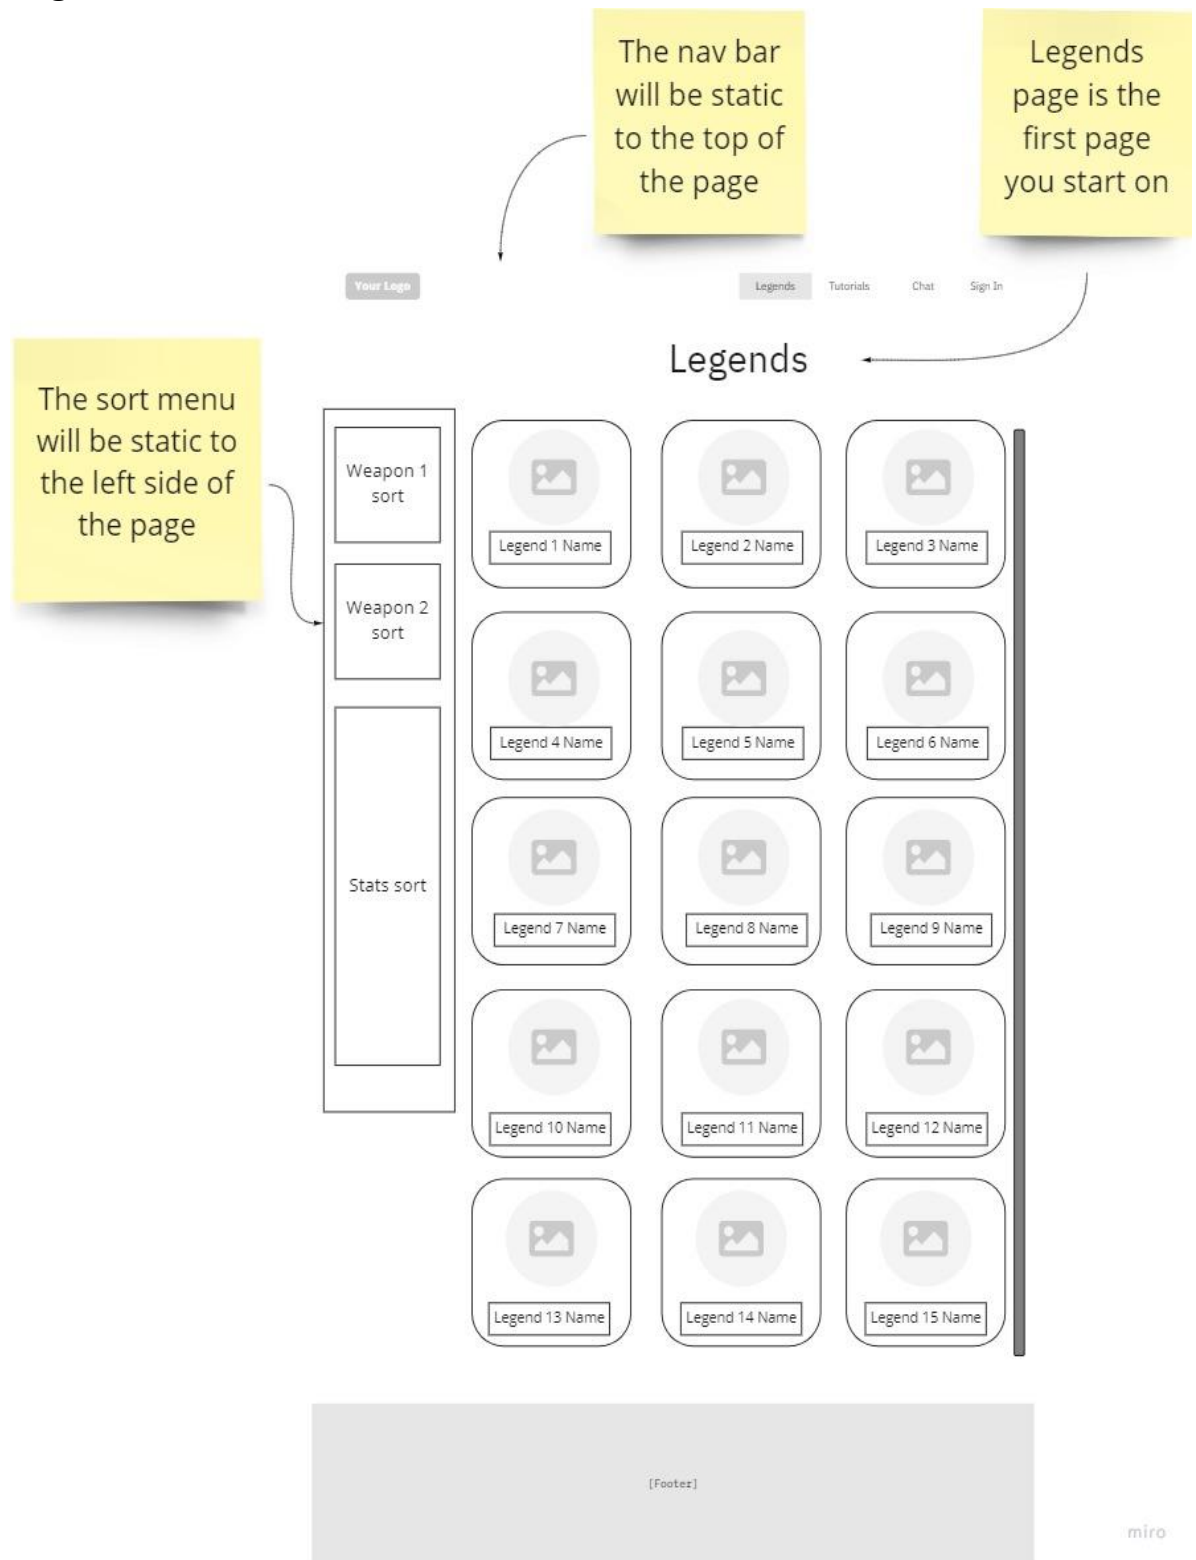 The nav bar
will be static
to the top of
the page
Legends
page is the
first page
you start on
Your Logo
Legends
Tutorials
Chat
Sign In
Legends
The sort menu
will be static to
the left side of
the page
Weapon 1
sort
Weapon 2
sort
Stats sort
Legend 1 Name
Legend 2 Name
Legend 3 Name
Legend 4 Name
Legend 5 Name
Legend 6 Name
Legend 7 Name
Legend 8 Name
Legend 9 Name
Legend 10 Name
Legend 11 Name
Legend 12 Name
Legend 13 Name
Legend 14 Name
Legend 15 Name
[Footer]
miro